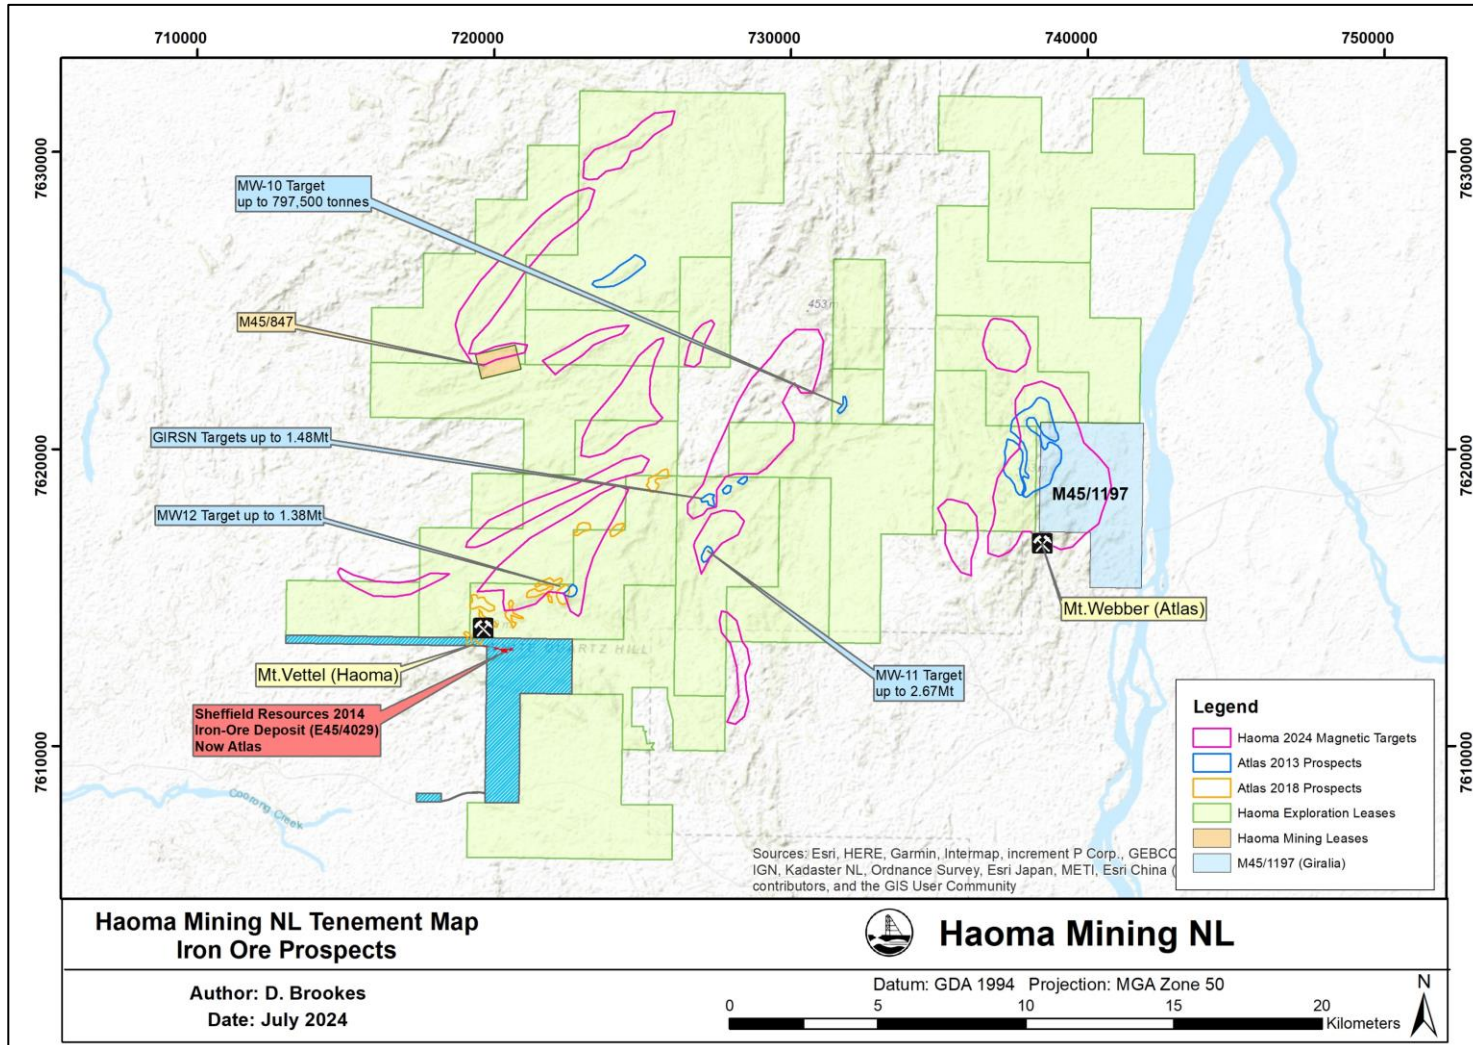 710000
720000
730000
740000
750000
7630000
7630000
MW-10 Target
up to 797,500 tonnes
453
M45/847
GIRSN Targets up to 1.48Mt
7620000
7620000
M45/1197
MW12 Target up to 1.38Mt
Mt.Webber (Atlas)
QUARTZ HILL
Mt.Vettel (Haoma)
MW-11 Target
up to 2.67Mt
Sheffield Resources 2014
Iron-Ore Deposit (E45/4029)
Now Atlas
7610000
7610000
Coorong Creek
Legend
Haoma 2024 Magnetic Targets
Atlas 2013 Prospects
Atlas 2018 Prospects
Haoma Exploration Leases
Haoma Mining Leases
M45/1197 (Giralia)
Sources: Esri, HERE, Garmin, Intermap, increment P Corp., GEBCO
IGN, Kadaster NL, Ordnance Survey, Esri Japan, METI, Esri China (
contributors, and the GIS User Community
Haoma Mining NL Tenement Map
Iron Ore Prospects
Haoma Mining NL
Author: D. Brookes
Date: July 2024
Datum: GDA 1994 Projection: MGA Zone 50
N
0
5
10
15
20
Kilometers